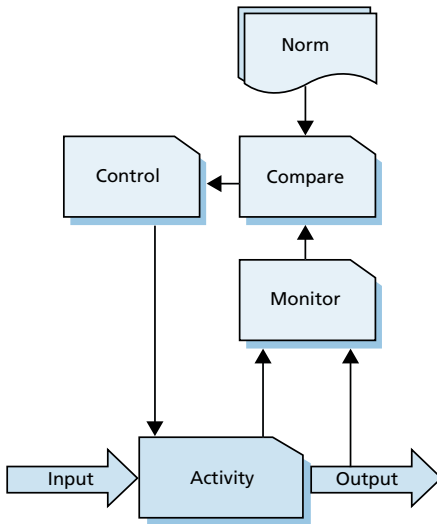 Norm
Control
Compare
Monitor
Input
Activity
Output